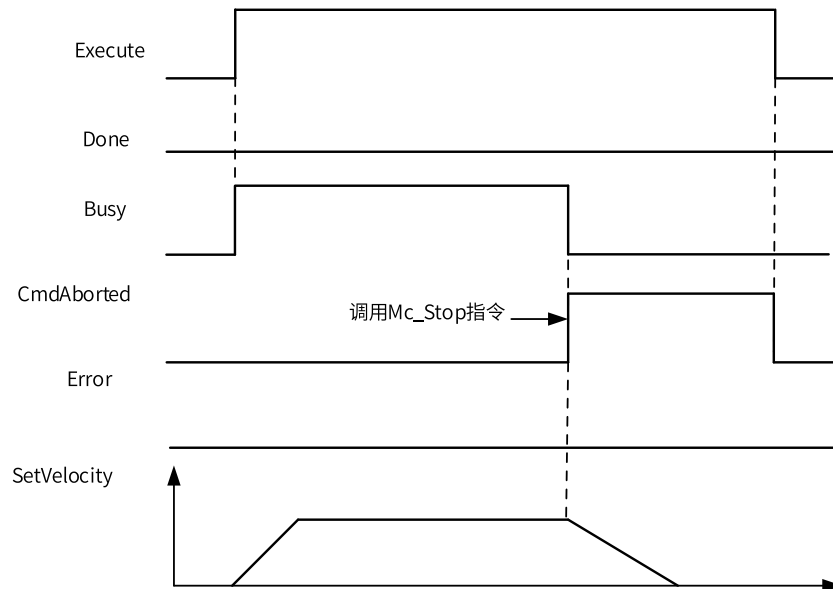 Execute
Done
Busy
CmdAborted
调用Mc_Stop指令
Error
SetVelocity